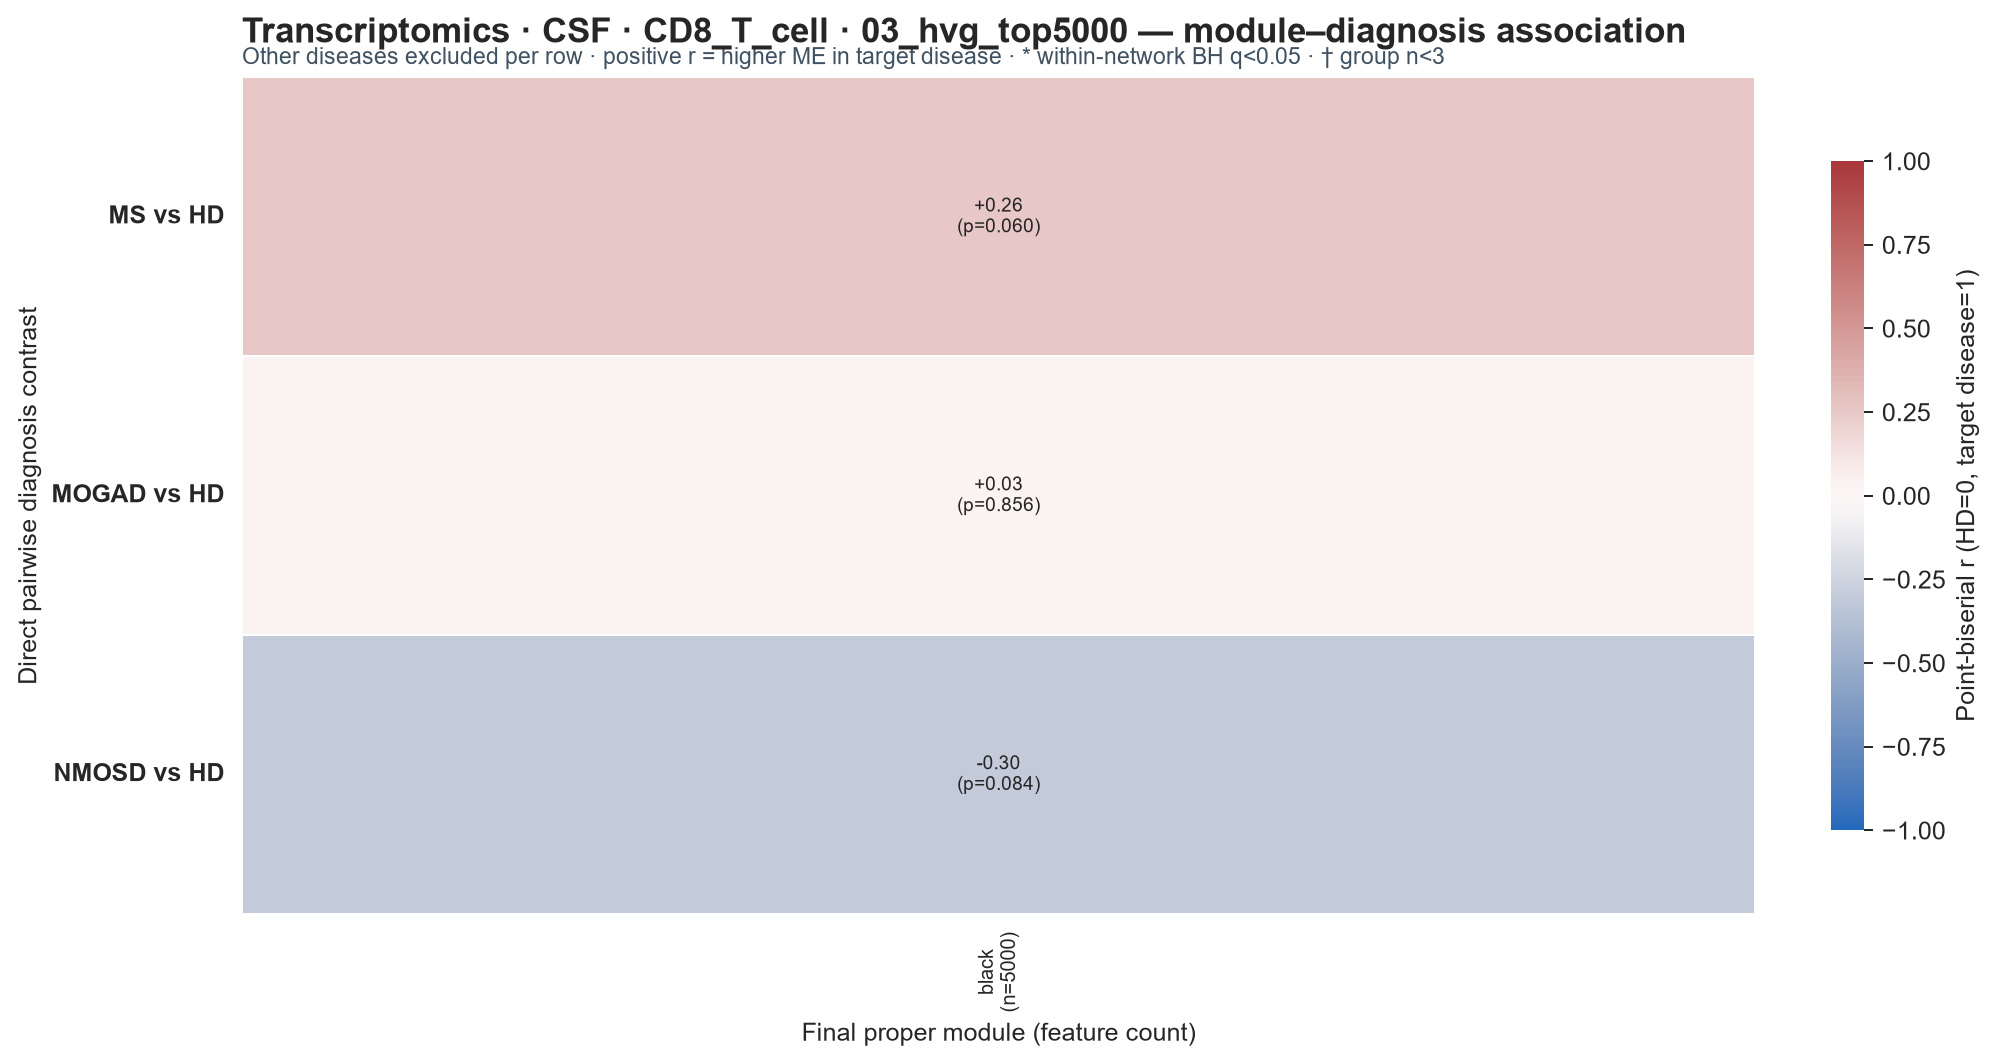 Transcriptomics · CSF · CD8_T_cell · 03_hvg_top5000 — module–diagnosis association
Other diseases excluded per row · positive r = higher ME in target disease · * within-network BH q<0.05 · † group n<3
Direct pairwise diagnosis contrast
MS vs HD
+0.26
(p=0.060)
MOGAD vs HD
+0.03
(p=0.856)
NMOSD vs HD
-0.30
(p=0.084)
black
(n=5000)
Final proper module (feature count)
1.00
0.75
0.50
0.25
0.00
−0.25
−0.50
−0.75
−1.00
Point-biserial r (HD=0, target disease=1)